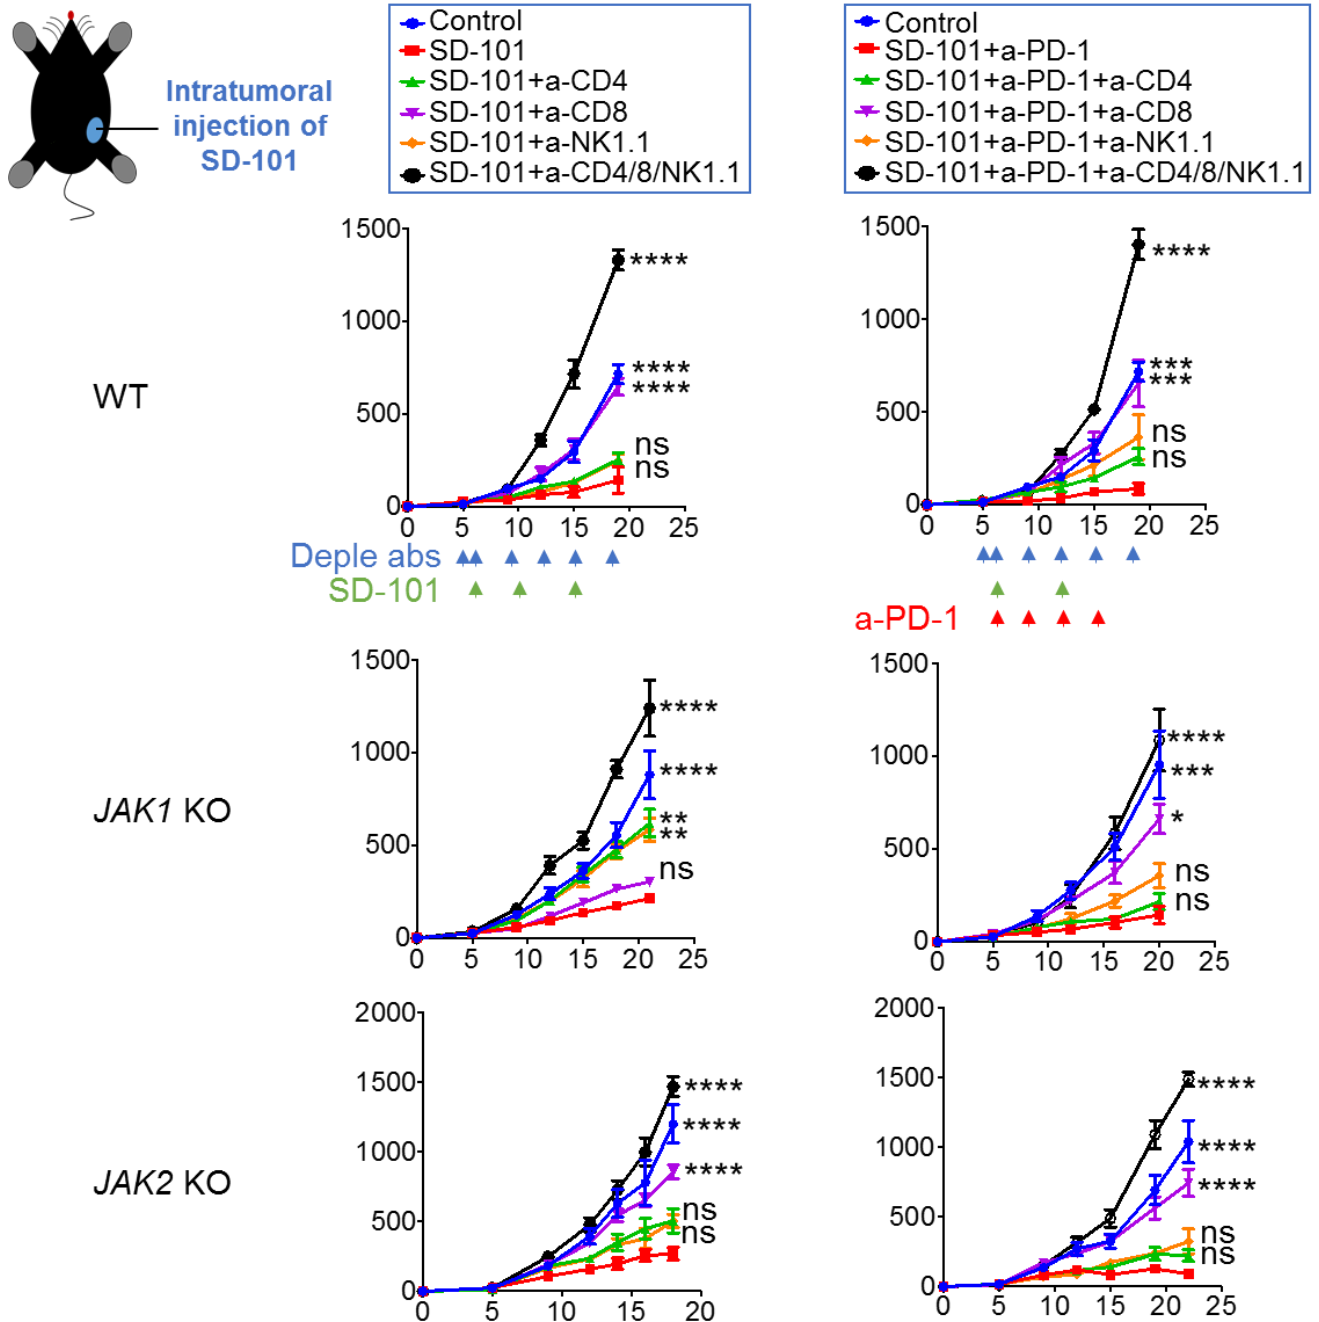 Intratumoral
injection of
SD-101
Control
SD-101
SD-101+a-CD4
SD-101+a-CD8
SD-101+a-NK1.1
SD-101+a-CD4/8/NK1.1
Control
SD-101+a-PD-1
SD-101+a-PD-1+a-CD4
SD-101+a-PD-1+a-CD8
SD-101+a-PD-1+a-NK1.1
SD-101+a-PD-1+a-CD4/8/NK1.1
WT
1500
1000
500
0
0 5 10 15 20 25
****
****
****
ns
ns
1500
1000
500
0
0 5 10 15 20 25
****
***
***
ns
ns
Deple abs
SD-101
a-PD-1
JAK1 KO
1500
1000
500
0
0 5 10 15 20 25
****
****
**
**
ns
1500
1000
500
0
0 5 10 15 20 25
****
***
*
ns
ns
JAK2 KO
2000
1500
1000
500
0
0 5 10 15 20
****
****
****
ns
ns
2000
1500
1000
500
0
0 5 10 15 20 25
****
****
****
ns
ns